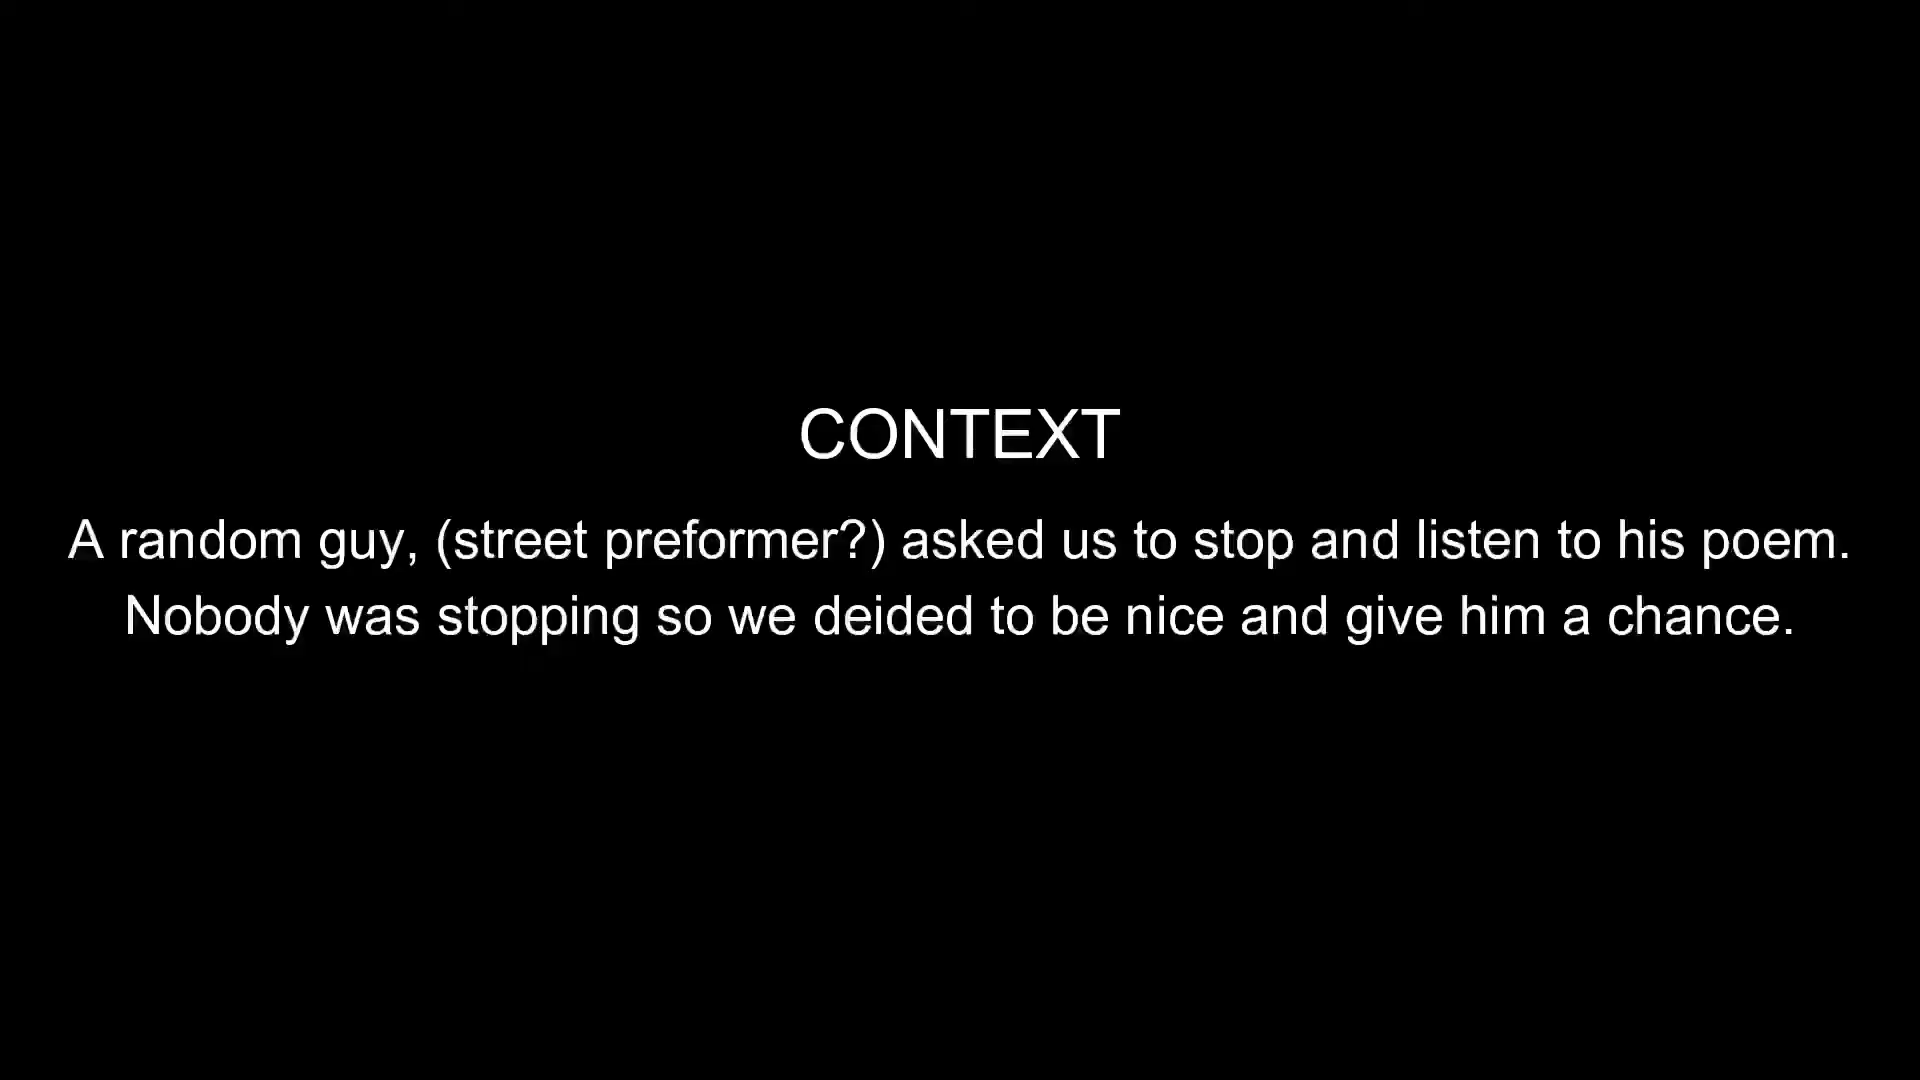 CONTEXT
A random guy, (street preformer?) asked us to stop and listen to his poem.
Nobody was stopping so we deided to be nice and give him a chance.